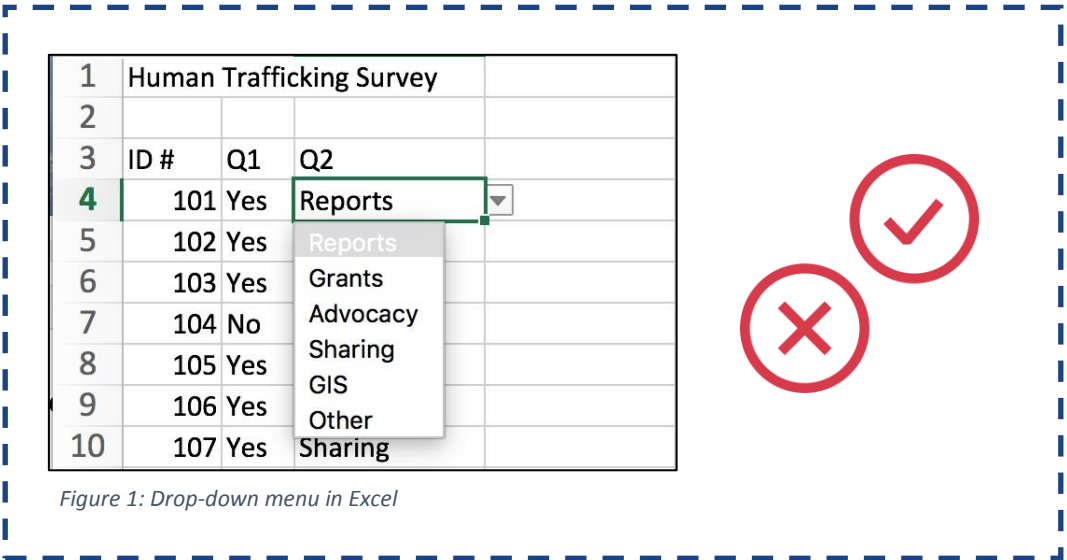 1 Human Trafficking Survey
2
3 ID # Q1 Q2
4 101 Yes Reports
5 102 Yes Reports
6 103 Yes Grants
7 104 No Advocacy
8 105 Yes Sharing
GIS
9 106 Yes Other
10 107 Yes Sharing
Figure 1: Drop-down menu in Excel